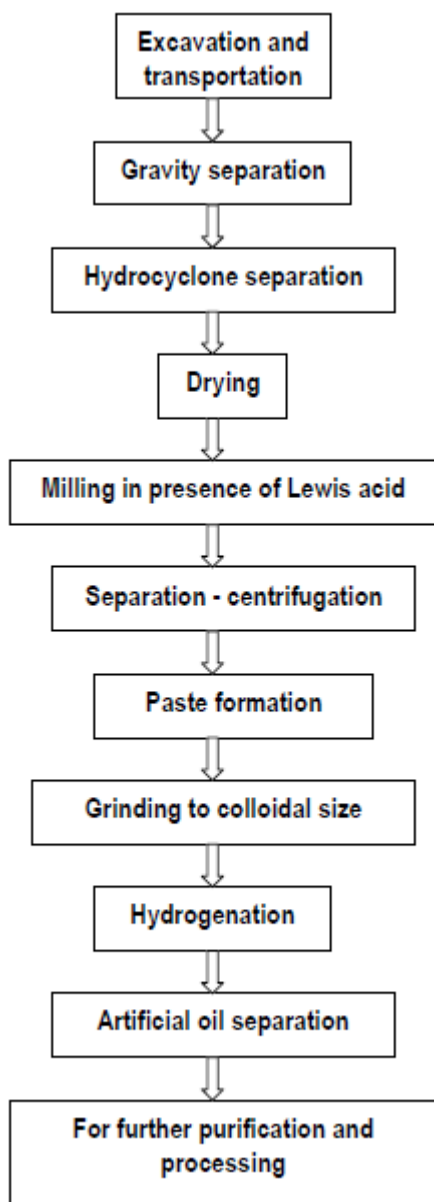 Excavation and
transportation
Gravity separation
Hydrocyclone separation
Drying
Milling in presence of Lewis acid
Separation - centrifugation
Paste formation
Grinding to colloidal size
Hydrogenation
Artificial oil separation
For further purification and
processing